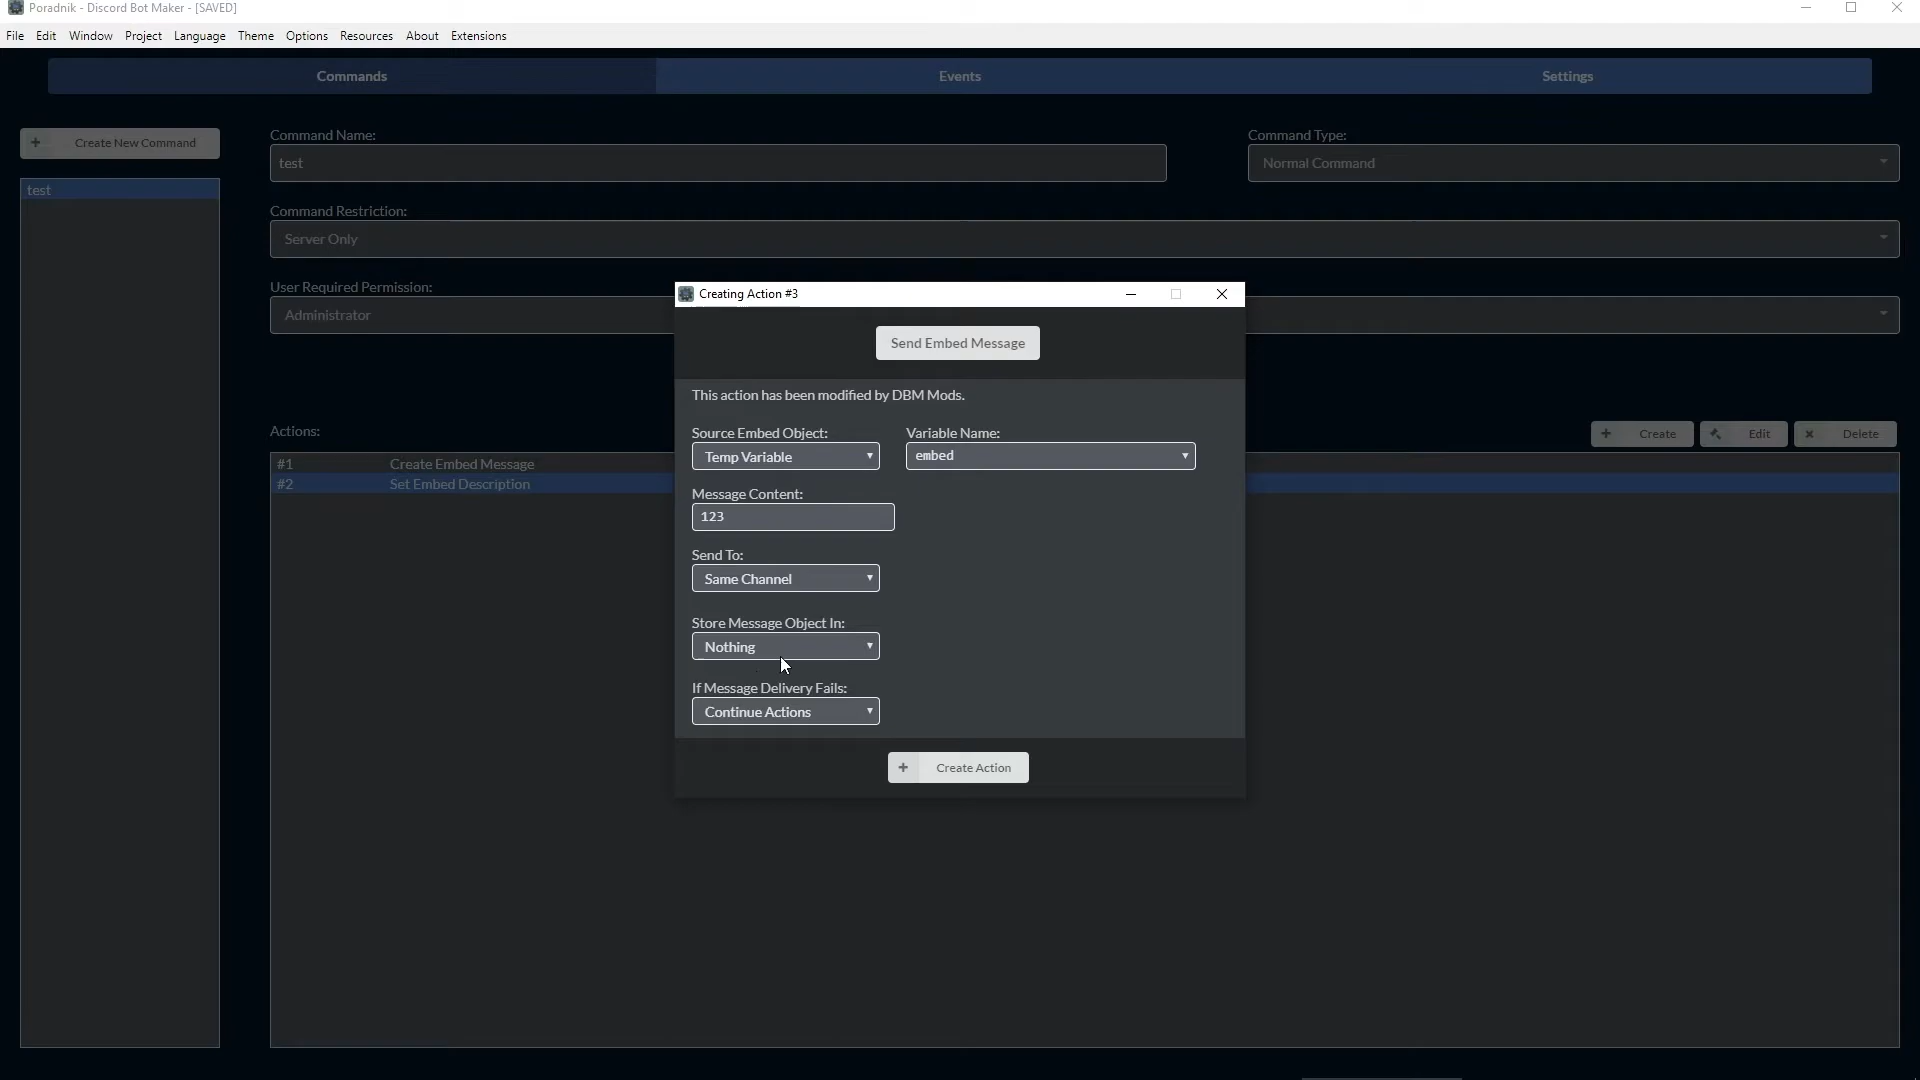 Poradnik - Discord Bot Maker - [SAVED]
File Edit Window Project Language Theme Options Resources About Extensions
Commands Events Settings
+ Create New Command
test
Command Name:
test
Command Type:
Normal Command
Command Restriction:
Server Only
User Required Permission:
Administrator
Actions:
+ Create
Edit
Delete
#1 Create Embed Message
#2 Set Embed Description
Creating Action #3
Send Embed Message
This action has been modified by DBM Mods.
Source Embed Object: Variable Name:
Temp Variable embed
Message Content:
123
Send To:
Same Channel
Store Message Object In:
Nothing
If Message Delivery Fails:
Continue Actions
+ Create Action